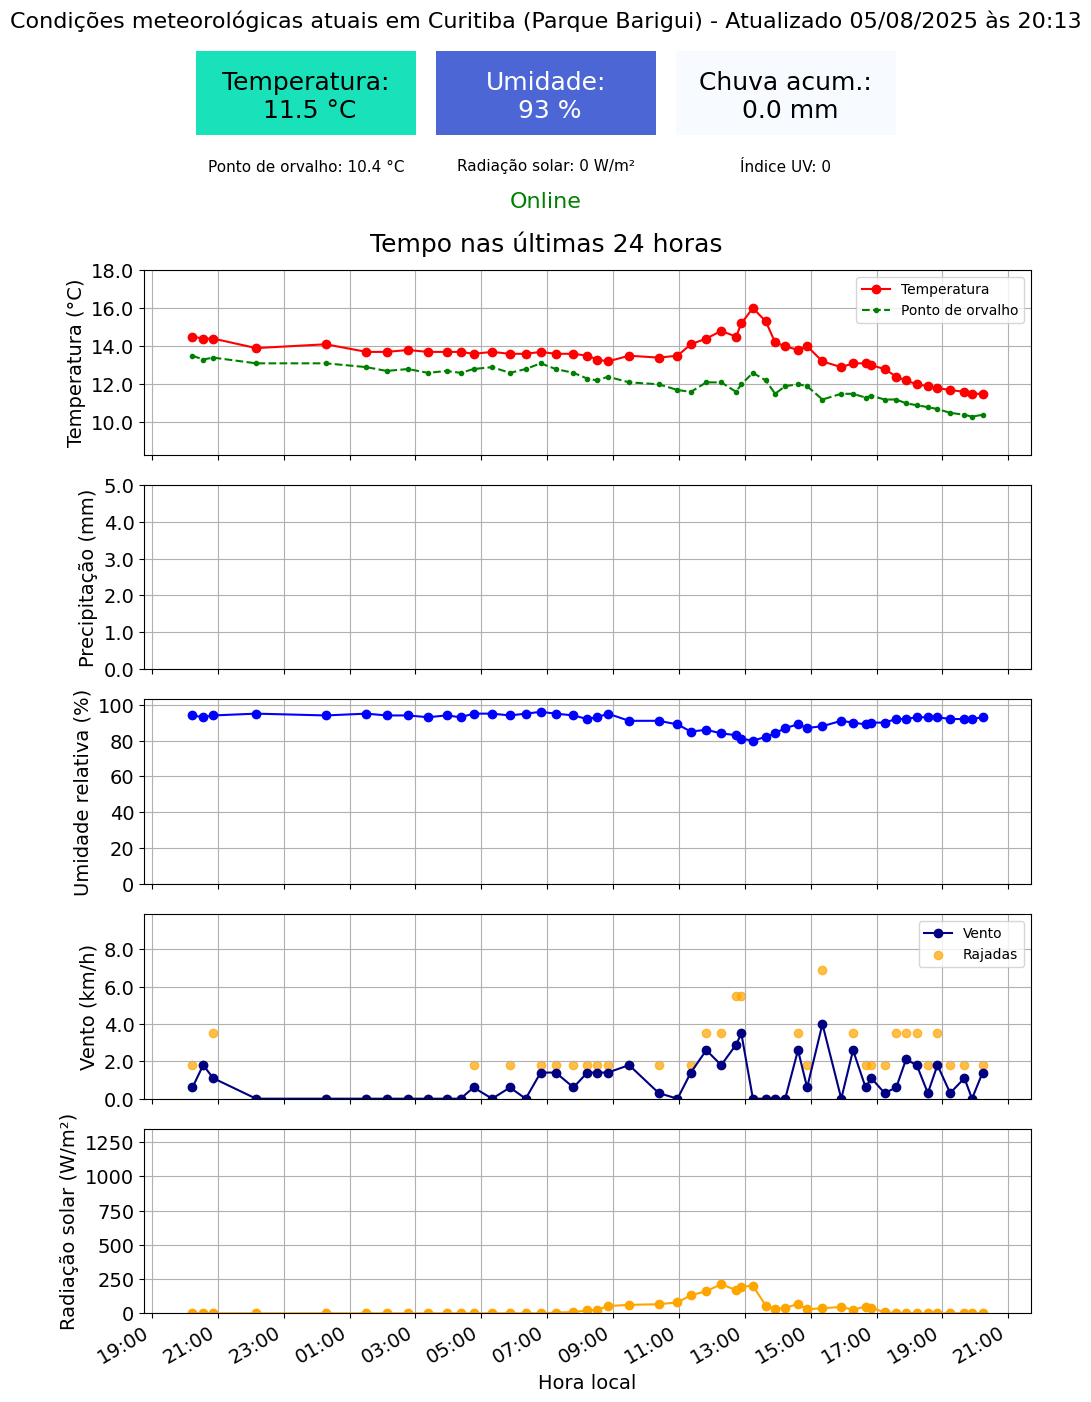 Condições meteorológicas atuais em Curitiba (Parque Barigui) - Atualizado 05/08/2025 às 20:13
Temperatura:
11.5 °C
Umidade:
93 %
Chuva acum.:
0.0 mm
Ponto de orvalho: 10.4 °C
Radiação solar: 0 W/m²
Índice UV: 0
Online
Tempo nas últimas 24 horas
Temperatura (°C)
18.0
16.0
14.0
12.0
10.0
Temperatura
Ponto de orvalho
Precipitação (mm)
5.0
4.0
3.0
2.0
1.0
0.0
Umidade relativa (%)
100
80
60
40
20
0
Vento (km/h)
8.0
6.0
4.0
2.0
0.0
Vento
Rajadas
Radiação solar (W/m²)
1250
1000
750
500
250
0
19:00
21:00
23:00
01:00
03:00
05:00
07:00
09:00
11:00
13:00
15:00
17:00
19:00
21:00
Hora local